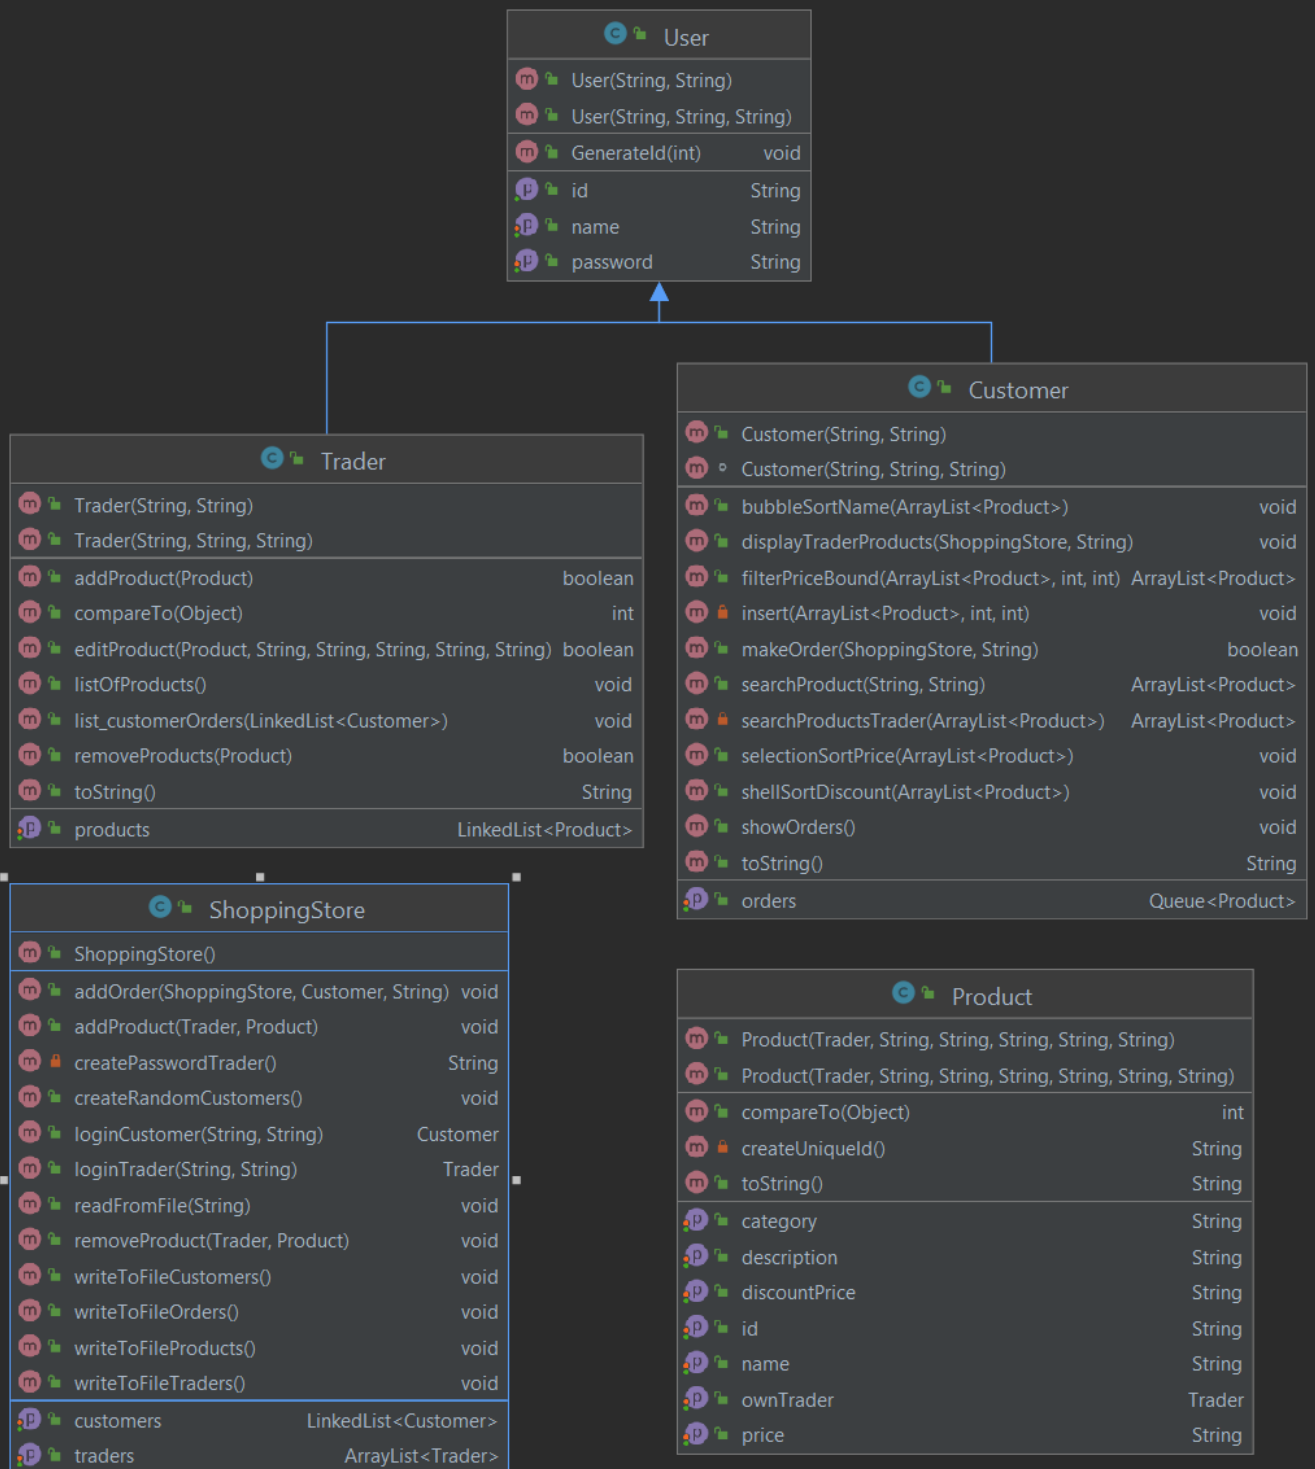 User
User(String, String)
User(String, String, String)
GenerateId(int) void
id String
name String
password String
Customer
Customer(String, String)
Customer(String, String, String)
bubbleSortName(ArrayList<Product>) void
displayTraderProducts(ShoppingStore, String) void
filterPriceBound(ArrayList<Product>, int, int) ArrayList<Product>
insert(ArrayList<Product>, int, int) void
makeOrder(ShoppingStore, String) boolean
searchProduct(String, String) ArrayList<Product>
searchProductsTrader(ArrayList<Product>) ArrayList<Product>
selectionSortPrice(ArrayList<Product>) void
shellSortDiscount(ArrayList<Product>) void
showOrders() void
toString() String
orders Queue<Product>
Trader
Trader(String, String)
Trader(String, String, String)
addProduct(Product) boolean
compareTo(Object) int
editProduct(Product, String, String, String, String, String) boolean
listOfProducts() void
list_customerOrders(LinkedList<Customer>) void
removeProducts(Product) boolean
toString() String
products LinkedList<Product>
ShoppingStore
ShoppingStore()
addOrder(ShoppingStore, Customer, String) void
addProduct(Trader, Product) void
createPasswordTrader() String
createRandomCustomers() void
loginCustomer(String, String) Customer
loginTrader(String, String) Trader
readFromFile(String) void
removeProduct(Trader, Product) void
writeToFileCustomers() void
writeToFileOrders() void
writeToFileProducts() void
writeToFileTraders() void
customers LinkedList<Customer>
traders ArrayList<Trader>
Product
Product(Trader, String, String, String, String, String)
Product(Trader, String, String, String, String, String, String)
compareTo(Object) int
createUniqueId() String
toString() String
category String
description String
discountPrice String
id String
name String
ownTrader Trader
price String